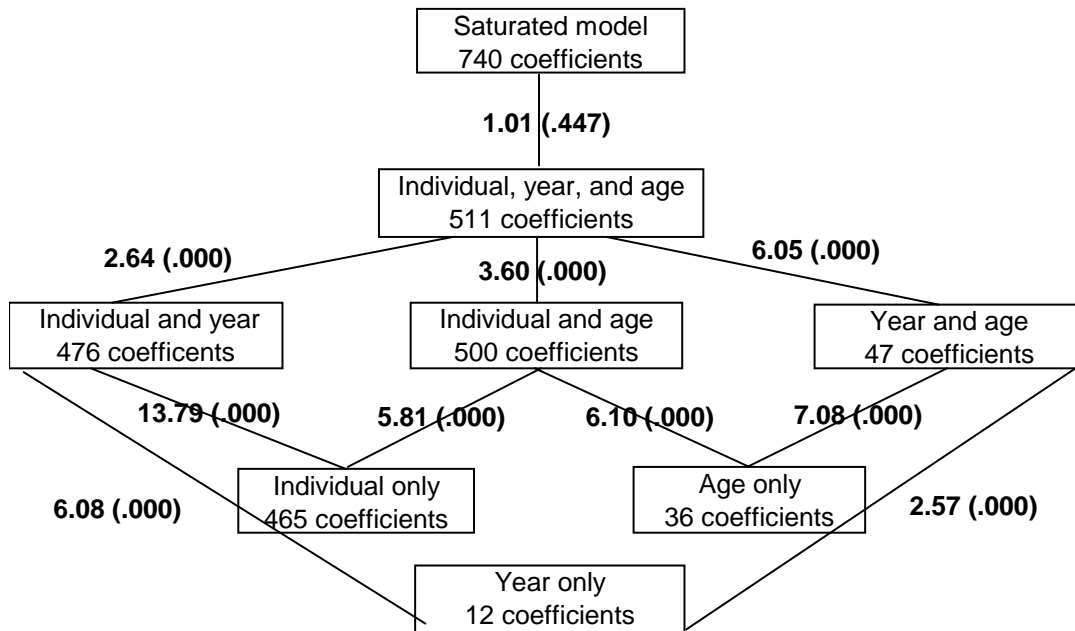 Saturated model
740 coefficients
1.01 (.447)
Individual, year, and age
511 coefficients
2.64 (.000)
3.60 (.000)
6.05 (.000)
Individual and year
476 coefficents
Individual and age
500 coefficients
Year and age
47 coefficients
13.79 (.000)
5.81 (.000)
6.10 (.000)
7.08 (.000)
Individual only
465 coefficients
Age only
36 coefficients
6.08 (.000)
2.57 (.000)
Year only
12 coefficients